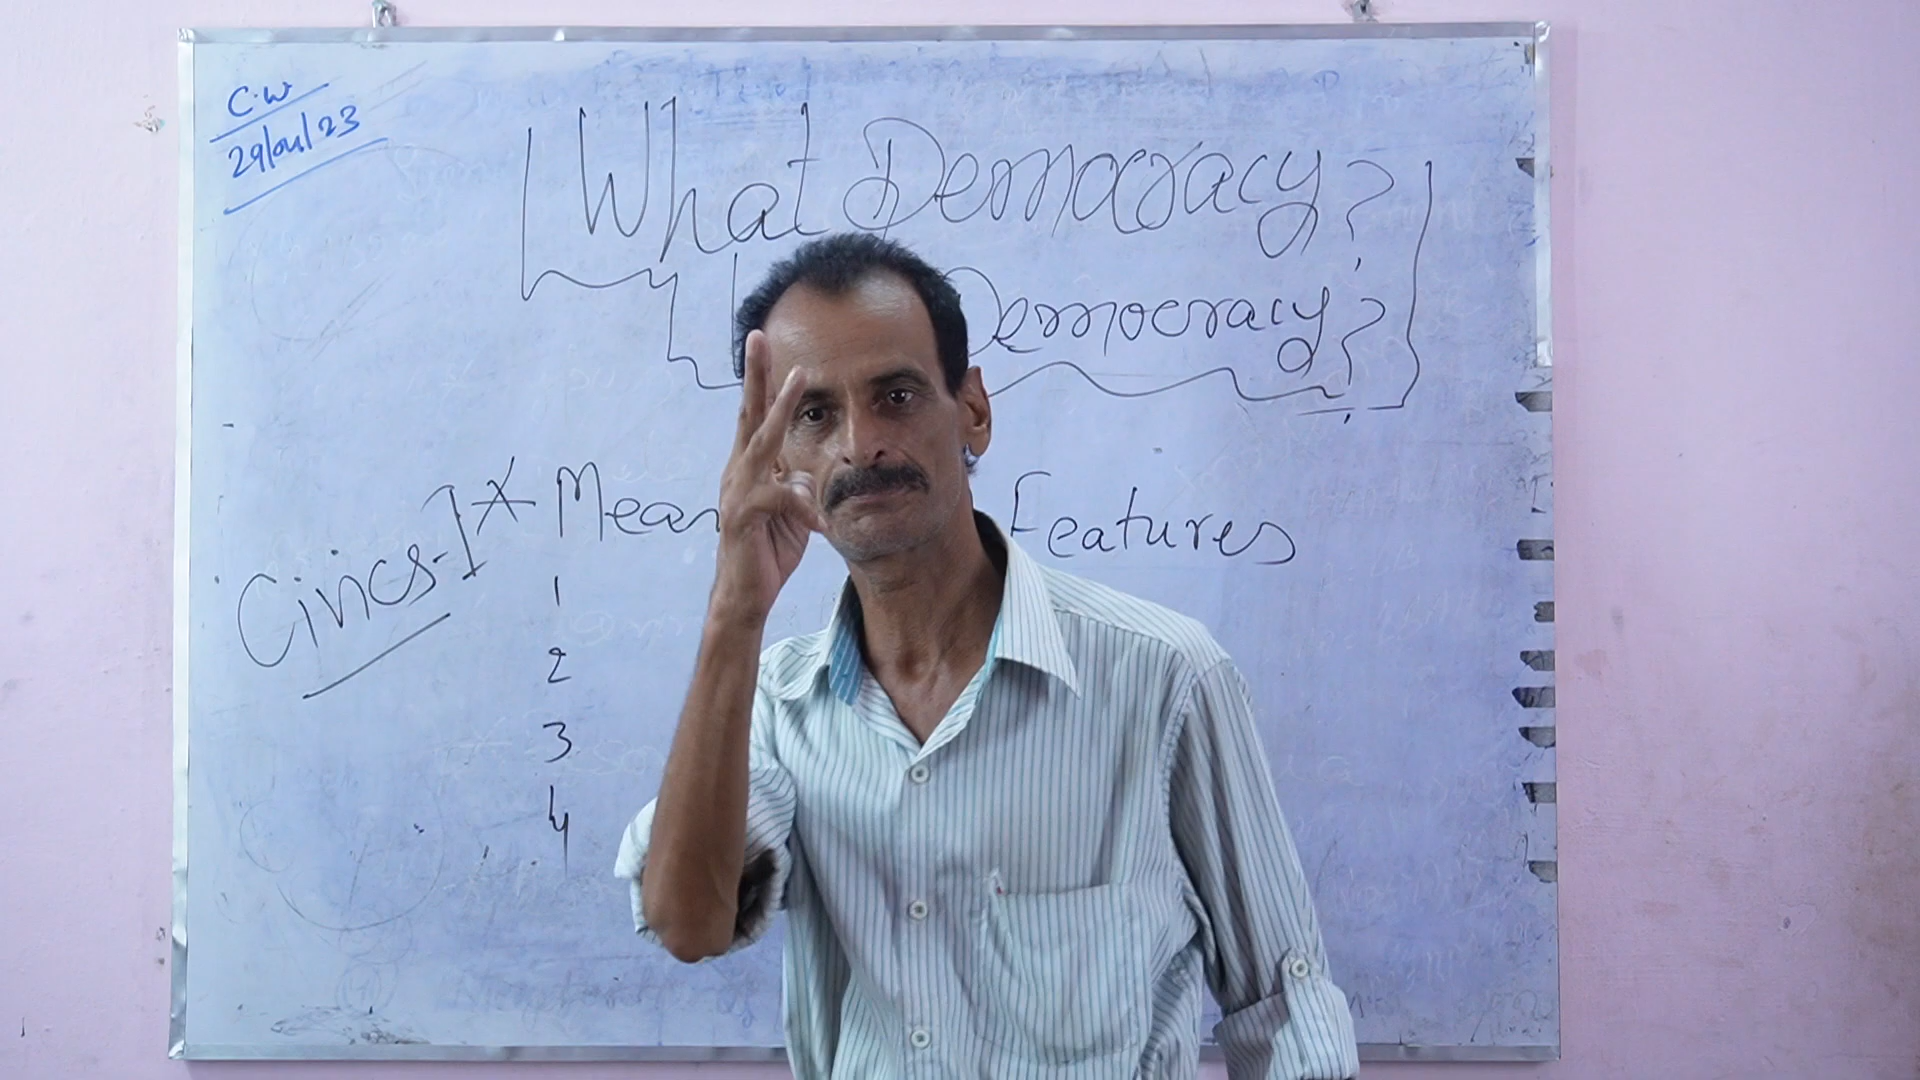 C.W
29/04/23
What Democracy?
Democracy?
Civics-I * Mean Features
1
2
3
4